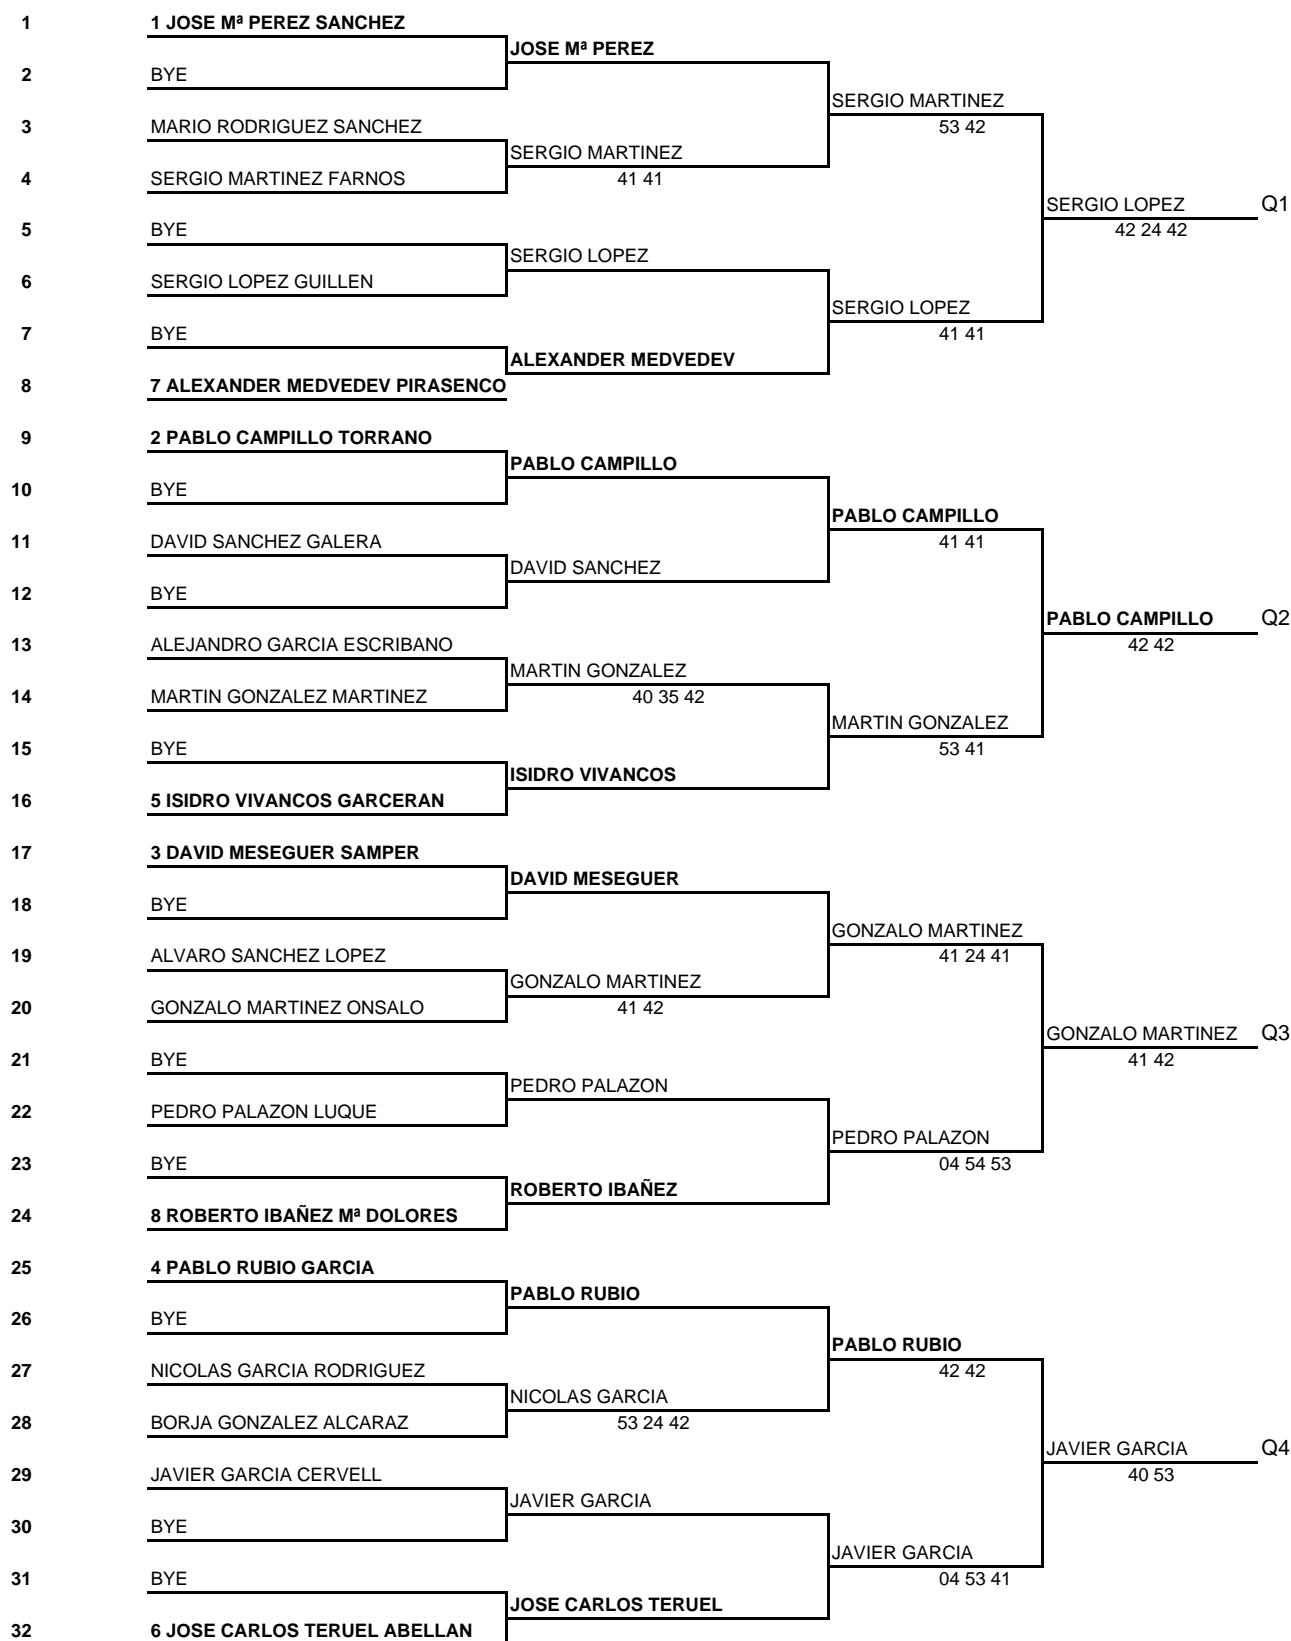 1 1 JOSE Mª PEREZ SANCHEZ
JOSE Mª PEREZ
2 BYE
SERGIO MARTINEZ
3 MARIO RODRIGUEZ SANCHEZ 53 42
SERGIO MARTINEZ
4 SERGIO MARTINEZ FARNOS 41 41
SERGIO LOPEZ Q1
5 BYE 42 24 42
SERGIO LOPEZ
6 SERGIO LOPEZ GUILLEN
SERGIO LOPEZ
7 BYE 41 41
ALEXANDER MEDVEDEV
8 7 ALEXANDER MEDVEDEV PIRASENCO
9 2 PABLO CAMPILLO TORRANO
PABLO CAMPILLO
10 BYE
PABLO CAMPILLO
11 DAVID SANCHEZ GALERA 41 41
DAVID SANCHEZ
12 BYE
PABLO CAMPILLO Q2
13 ALEJANDRO GARCIA ESCRIBANO 42 42
MARTIN GONZALEZ
14 MARTIN GONZALEZ MARTINEZ 40 35 42
MARTIN GONZALEZ
15 BYE 53 41
ISIDRO VIVANCOS
16 5 ISIDRO VIVANCOS GARCERAN
17 3 DAVID MESEGUER SAMPER
DAVID MESEGUER
18 BYE
GONZALO MARTINEZ
19 ALVARO SANCHEZ LOPEZ 41 24 41
GONZALO MARTINEZ
20 GONZALO MARTINEZ ONSALO 41 42
GONZALO MARTINEZ Q3
21 BYE 41 42
PEDRO PALAZON
22 PEDRO PALAZON LUQUE
PEDRO PALAZON
23 BYE 04 54 53
ROBERTO IBAÑEZ
24 8 ROBERTO IBAÑEZ Mª DOLORES
25 4 PABLO RUBIO GARCIA
PABLO RUBIO
26 BYE
PABLO RUBIO
27 NICOLAS GARCIA RODRIGUEZ 42 42
NICOLAS GARCIA
28 BORJA GONZALEZ ALCARAZ 53 24 42
JAVIER GARCIA Q4
29 JAVIER GARCIA CERVELL 40 53
JAVIER GARCIA
30 BYE
JAVIER GARCIA
31 BYE 04 53 41
JOSE CARLOS TERUEL
32 6 JOSE CARLOS TERUEL ABELLAN